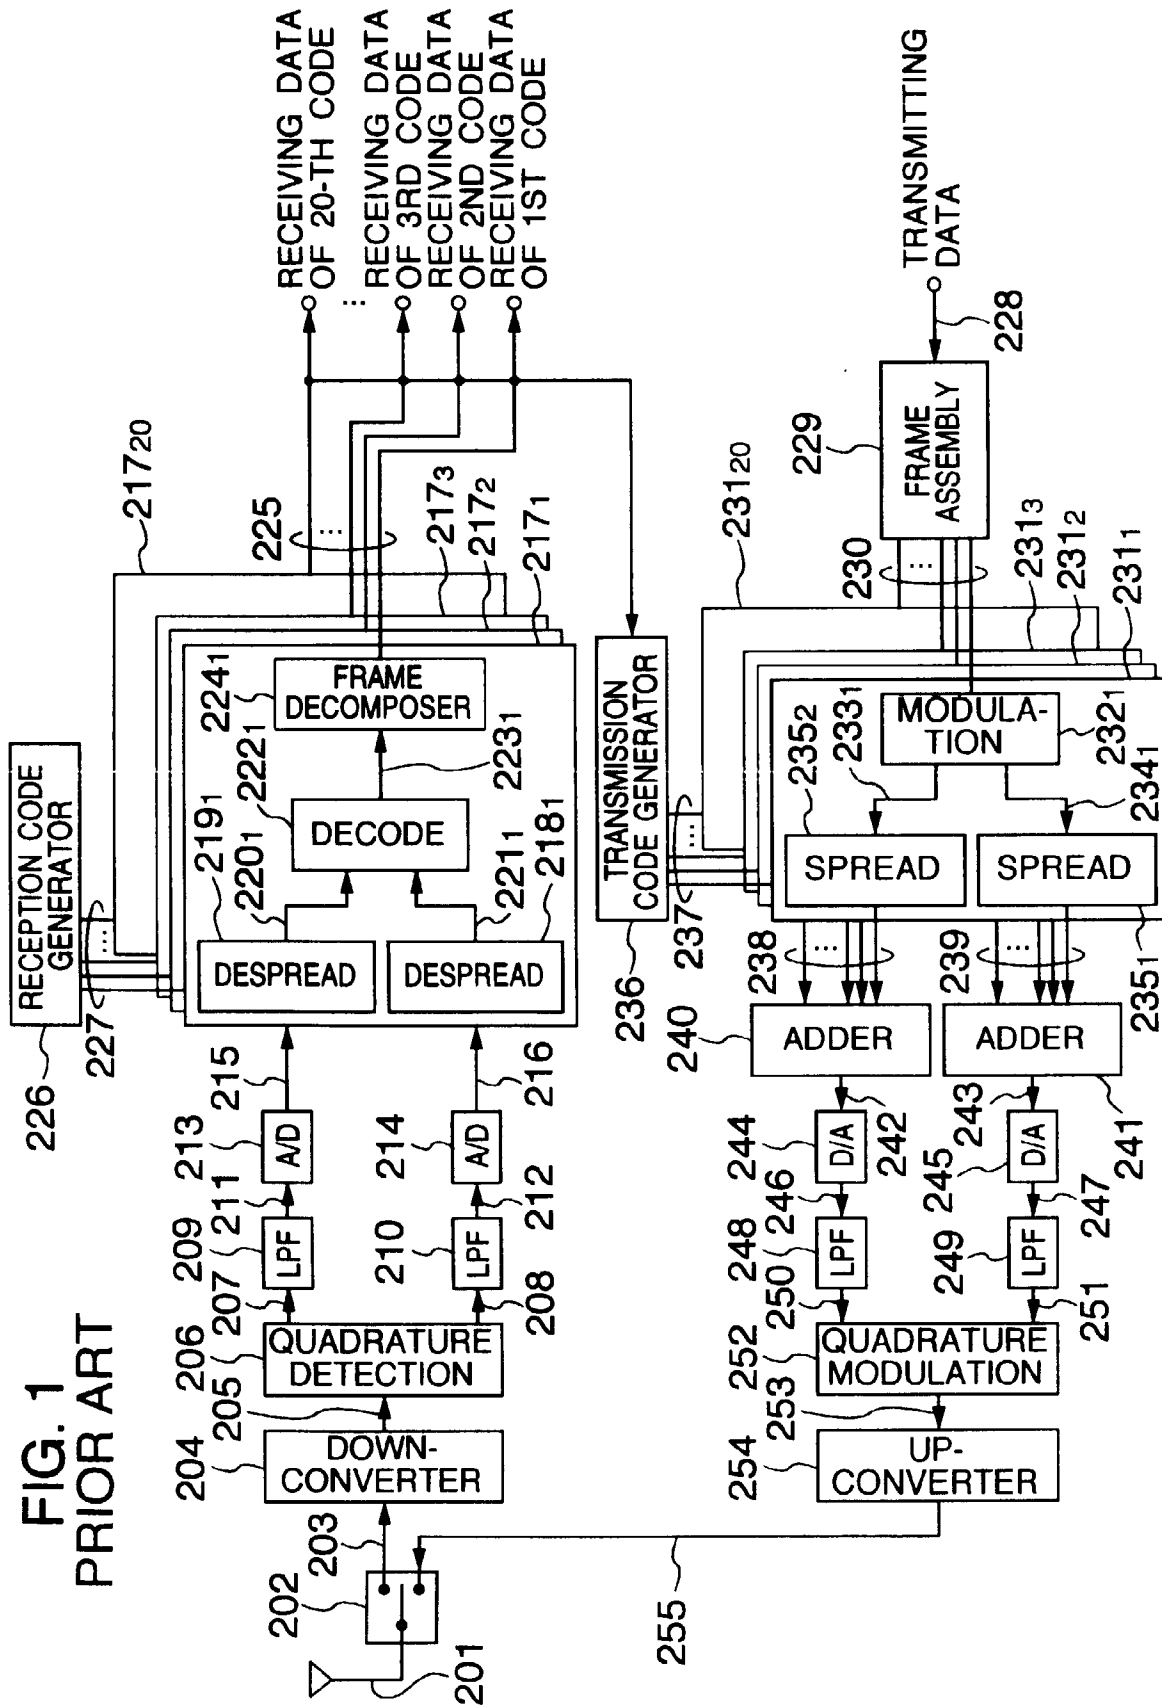 FIG. 1
PRIOR ART
201
202
203
204
DOWN-
CONVERTER
205
206
QUADRATURE
DETECTION
207
208
209
LPF
210
LPF
211
212
213
A/D
214
A/D
215
216
226
RECEPTION CODE
GENERATOR
227
...
DESPREAD
219₁
220₁
DESPREAD
218₁
221₁
222₁
DECODE
223₁
224₁
FRAME
DECOMPOSER
217₁
217₂
217₃
217₂₀
225
...
RECEIVING DATA
OF 20-TH CODE
...
RECEIVING DATA
OF 3RD CODE
RECEIVING DATA
OF 2ND CODE
RECEIVING DATA
OF 1ST CODE
TRANSMITTING
DATA
228
229
FRAME
ASSEMBLY
230
...
231₂₀
231₃
231₂
231₁
MODULA-
TION
232₁
233₁
234₁
235₂
SPREAD
SPREAD
235₁
236
TRANSMISSION
CODE GENERATOR
237
...
238
...
239
...
240
ADDER
ADDER
241
242
243
244
D/A
245
D/A
246
247
248
LPF
249
LPF
250
251
252
QUADRATURE
MODULATION
253
254
UP-
CONVERTER
255